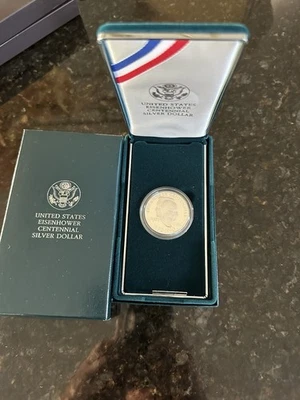 UNITED STATES
EISENHOWER
CENTENNIAL
SILVER DOLLAR
UNITED STATES
EISENHOWER
CENTENNIAL
SILVER DOLLAR